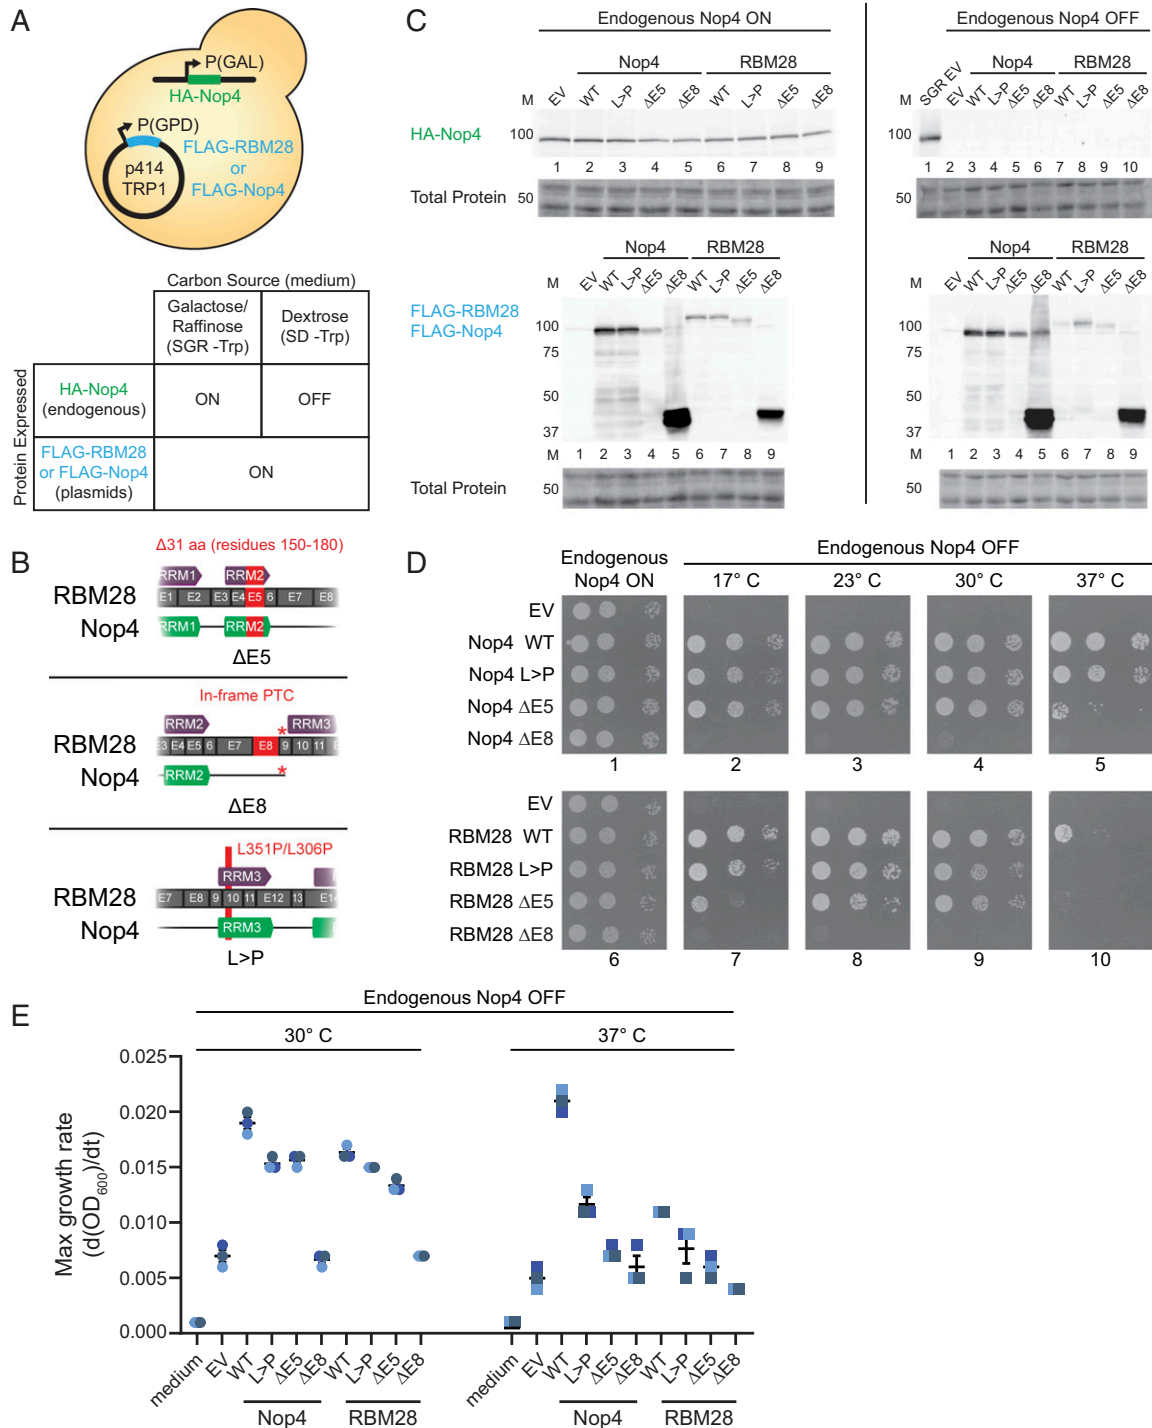 A
P(GAL)
HA-Nop4
P(GPD)
FLAG-RBM28
or
FLAG-Nop4
p414
TRP1
Carbon Source (medium)
Galactose/
Raffinose
(SGR -Trp)
Dextrose
(SD -Trp)
Protein Expressed
HA-Nop4
(endogenous)
ON
OFF
FLAG-RBM28
or FLAG-Nop4
(plasmids)
ON
B
Δ31 aa (residues 150-180)
RRM1 RRM2
RBM28 E1 E2 E3 E4 E5 6 E7 E8
Nop4 RRM1 RRM2
ΔE5
In-frame PTC
RRM2 * RRM3
RBM28 E3 E4 E5 6 E7 E8 9 10 11 E
Nop4 RRM2 *
ΔE8
L351P/L306P
RRM3
RBM28 E7 E8 9 10 11 E12 13 E14
Nop4 RRM3
L>P
C
Endogenous Nop4 ON
Nop4 RBM28
M EV WT L>P ΔE5 ΔE8 WT L>P ΔE5 ΔE8
HA-Nop4 100
1 2 3 4 5 6 7 8 9
Total Protein 50
Nop4 RBM28
M EV WT L>P ΔE5 ΔE8 WT L>P ΔE5 ΔE8
FLAG-RBM28
FLAG-Nop4
100
75
50
37
M 1 2 3 4 5 6 7 8 9
Total Protein 50
Endogenous Nop4 OFF
Nop4 RBM28
M SGR EV EV WT L>P ΔE5 ΔE8 WT L>P ΔE5 ΔE8
100
1 2 3 4 5 6 7 8 9 10
50
Nop4 RBM28
M EV WT L>P ΔE5 ΔE8 WT L>P ΔE5 ΔE8
100
75
50
37
M 1 2 3 4 5 6 7 8 9
50
D
Endogenous
Nop4 ON
Endogenous Nop4 OFF
17° C 23° C 30° C 37° C
EV
Nop4 WT
Nop4 L>P
Nop4 ΔE5
Nop4 ΔE8
1 2 3 4 5
EV
RBM28 WT
RBM28 L>P
RBM28 ΔE5
RBM28 ΔE8
6 7 8 9 10
E
Endogenous Nop4 OFF
30° C 37° C
Max growth rate
(d(OD600)/dt)
0.025
0.020
0.015
0.010
0.005
0.000
medium EV WT L>P ΔE5 ΔE8 WT L>P ΔE5 ΔE8
medium EV WT L>P ΔE5 ΔE8 WT L>P ΔE5 ΔE8
Nop4 RBM28 Nop4 RBM28